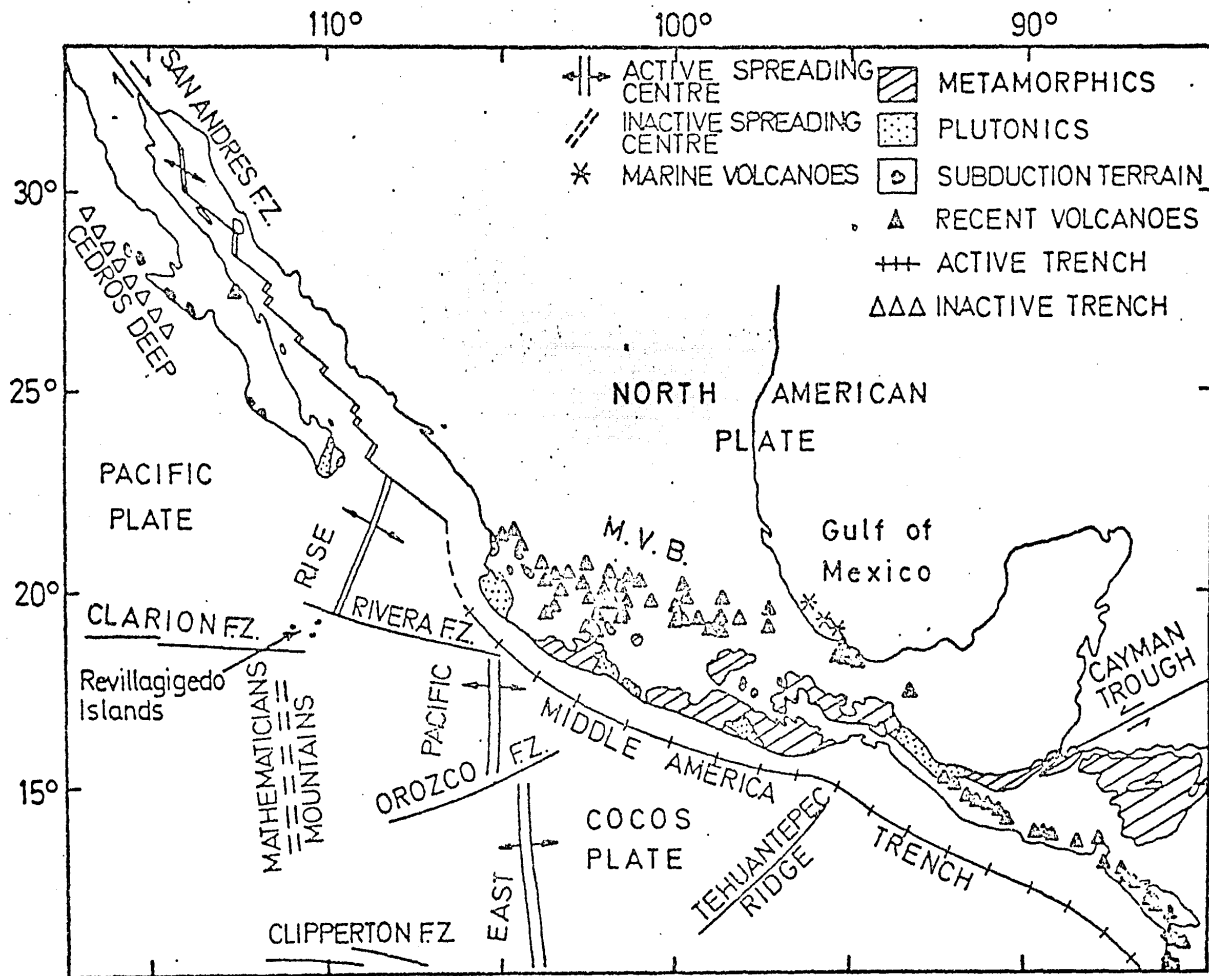 110° 100° 90°
ACTIVE SPREADING
CENTRE
INACTIVE SPREADING
CENTRE
MARINE VOLCANOES
METAMORPHICS
PLUTONICS
SUBDUCTION TERRAIN
RECENT VOLCANOES
ACTIVE TRENCH
INACTIVE TRENCH
30°
25°
20°
15°
SAN ANDRES F.Z.
CEDROS DEEP
NORTH AMERICAN
PLATE
PACIFIC
PLATE
Gulf of
Mexico
M.V.B.
RISE
RIVERA F.Z.
CLARION F.Z.
Revillagigedo
Islands
MATHEMATICIANS
MOUNTAINS
PACIFIC
OROZCO F.Z.
MIDDLE AMERICA TRENCH
CAYMAN
TROUGH
COCOS
PLATE
TEHUANTEPEC
RIDGE
EAST
CLIPPERTON F.Z.